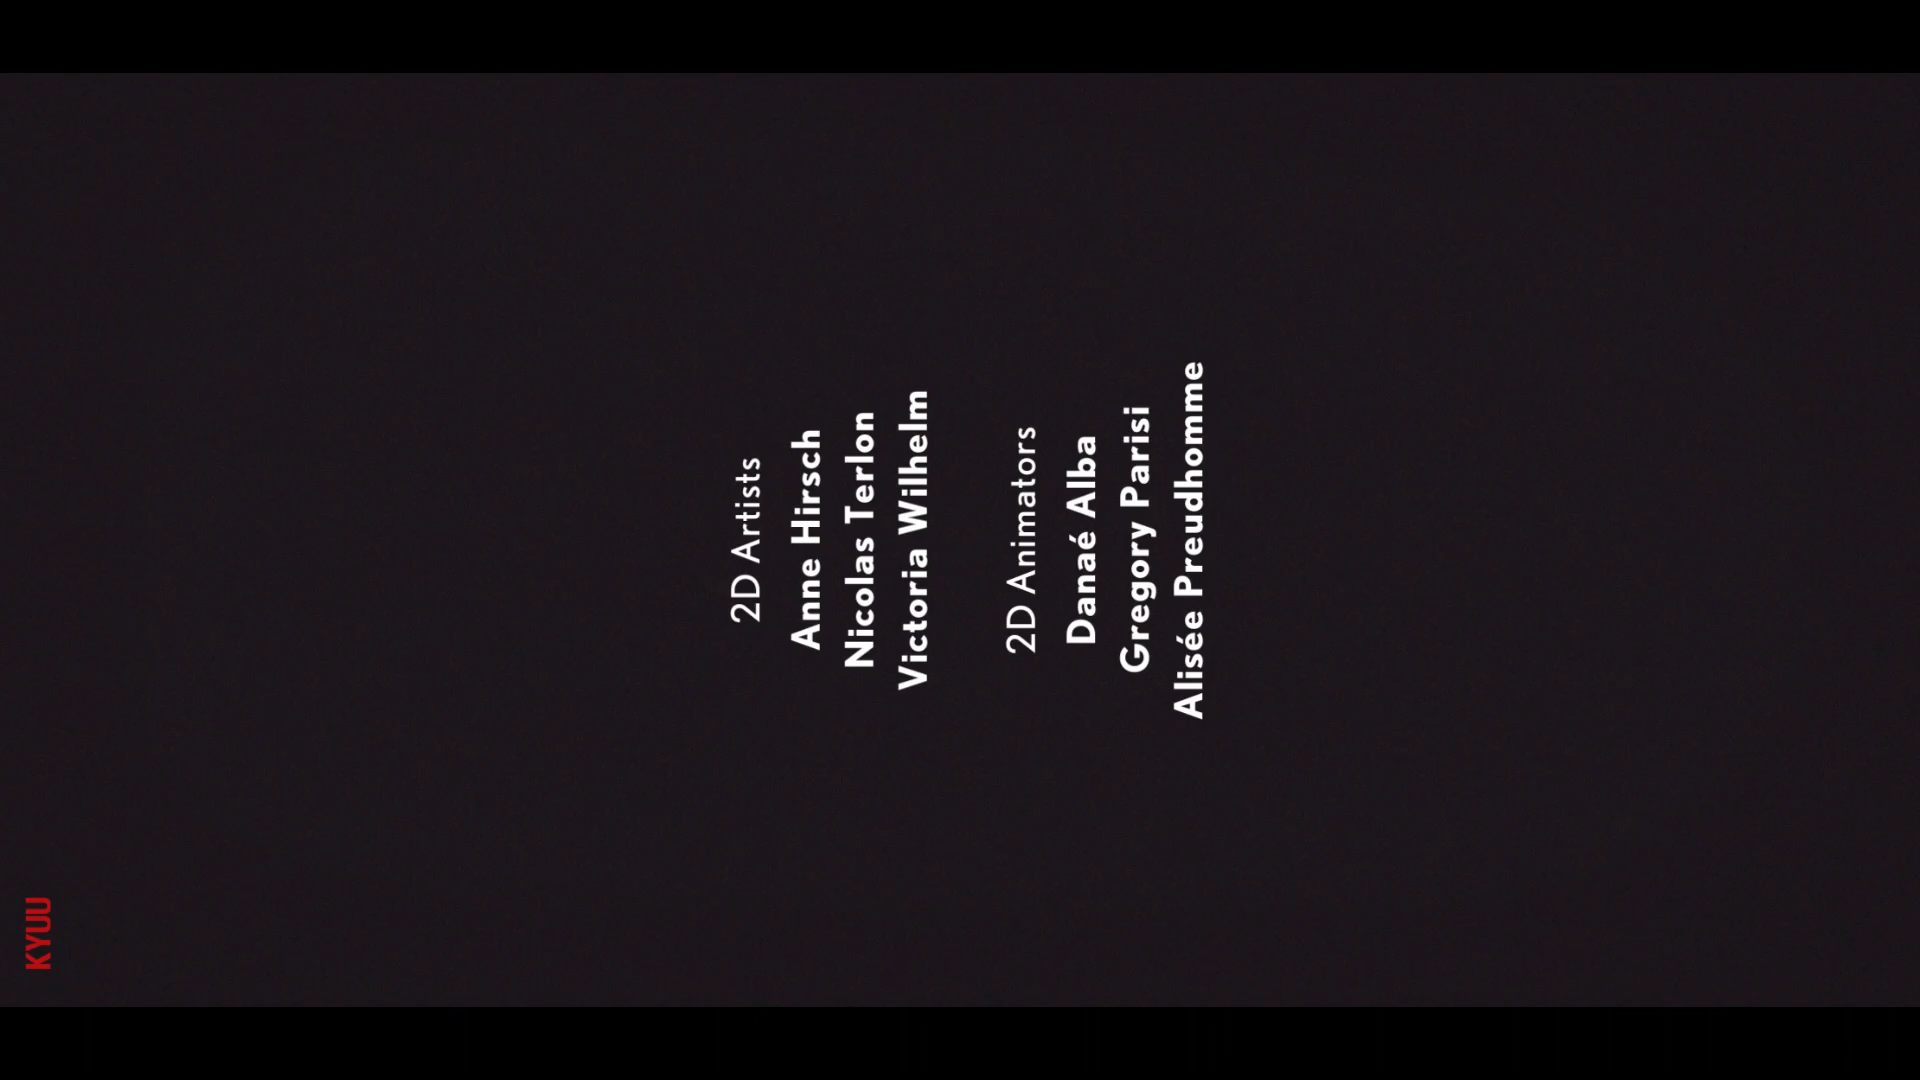 2D Artists
Anne Hirsch
Nicolas Terlon
Victoria Wilhelm
2D Animators
Danaé Alba
Gregory Parisi
Alisée Preudhomme
KYUU